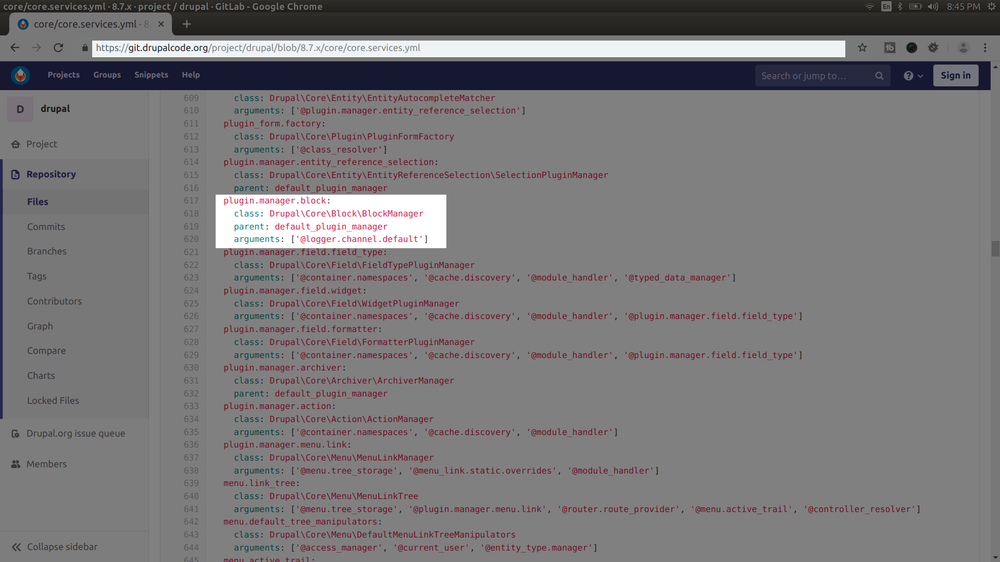 core/core.services.yml · 8.7.x · project / drupal · GitLab - Google Chrome
En
8:45 PM
core/core.services.yml · 8.
https://git.drupalcode.org/project/drupal/blob/8.7.x/core/core.services.yml
Projects
Groups
Snippets
Help
Search or jump to…
Sign in
D
drupal
Project
Repository
Files
Commits
Branches
Tags
Contributors
Graph
Compare
Charts
Locked Files
Drupal.org issue queue
Members
Collapse sidebar
609 class: Drupal\Core\Entity\EntityAutocompleteMatcher
610 arguments: ['@plugin.manager.entity_reference_selection']
611 plugin_form.factory:
612 class: Drupal\Core\Plugin\PluginFormFactory
613 arguments: ['@class_resolver']
614 plugin.manager.entity_reference_selection:
615 class: Drupal\Core\Entity\EntityReferenceSelection\SelectionPluginManager
616 parent: default_plugin_manager
617 plugin.manager.block:
618 class: Drupal\Core\Block\BlockManager
619 parent: default_plugin_manager
620 arguments: ['@logger.channel.default']
621 plugin.manager.field.field_type:
622 class: Drupal\Core\Field\FieldTypePluginManager
623 arguments: ['@container.namespaces', '@cache.discovery', '@module_handler', '@typed_data_manager']
624 plugin.manager.field.widget:
625 class: Drupal\Core\Field\WidgetPluginManager
626 arguments: ['@container.namespaces', '@cache.discovery', '@module_handler', '@plugin.manager.field.field_type']
627 plugin.manager.field.formatter:
628 class: Drupal\Core\Field\FormatterPluginManager
629 arguments: ['@container.namespaces', '@cache.discovery', '@module_handler', '@plugin.manager.field.field_type']
630 plugin.manager.archiver:
631 class: Drupal\Core\Archiver\ArchiverManager
632 parent: default_plugin_manager
633 plugin.manager.action:
634 class: Drupal\Core\Action\ActionManager
635 arguments: ['@container.namespaces', '@cache.discovery', '@module_handler']
636 plugin.manager.menu.link:
637 class: Drupal\Core\Menu\MenuLinkManager
638 arguments: ['@menu.tree_storage', '@menu_link.static.overrides', '@module_handler']
639 menu.link_tree:
640 class: Drupal\Core\Menu\MenuLinkTree
641 arguments: ['@menu.tree_storage', '@plugin.manager.menu.link', '@router.route_provider', '@menu.active_trail', '@controller_resolver']
642 menu.default_tree_manipulators:
643 class: Drupal\Core\Menu\DefaultMenuLinkTreeManipulators
644 arguments: ['@access_manager', '@current_user', '@entity_type.manager']
645 menu.active_trail: